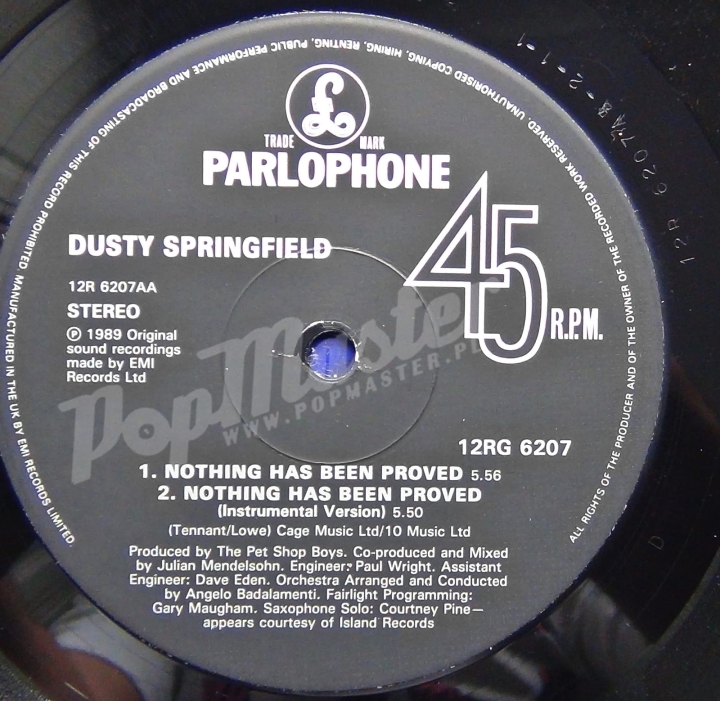 TRADE MARK
PARLOPHONE
45
R.P.M.
DUSTY SPRINGFIELD
12R 6207AA
STEREO
℗ 1989 Original
sound recordings
made by EMI
Records Ltd
PopMaster.pl
WWW.POPMASTER.PL
12RG 6207
1. NOTHING HAS BEEN PROVED 5.56
2. NOTHING HAS BEEN PROVED
(Instrumental Version) 5.50
(Tennant/Lowe) Cage Music Ltd/10 Music Ltd
Produced by The Pet Shop Boys. Co-produced and Mixed
by Julian Mendelsohn. Engineer: Paul Wright. Assistant
Engineer: Dave Eden. Orchestra Arranged and Conducted
by Angelo Badalamenti. Fairlight Programming:
Gary Maugham. Saxophone Solo: Courtney Pine—
appears courtesy of Island Records
ALL RIGHTS OF THE PRODUCER AND OF THE OWNER OF THE RECORDED WORK RESERVED. UNAUTHORISED COPYING, HIRING, RENTING, PUBLIC PERFORMANCE AND BROADCASTING OF THIS RECORD PROHIBITED. MANUFACTURED IN THE UK BY EMI RECORDS LIMITED.